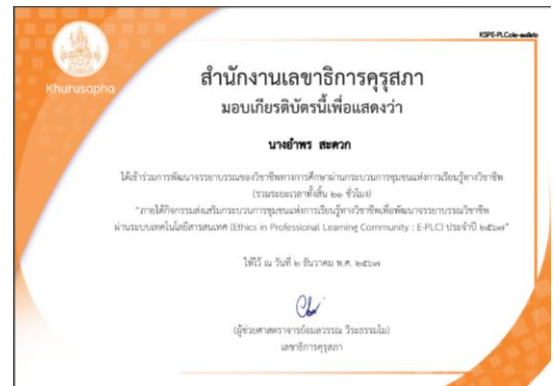 Khurusapha
สำนักงานเลขาธิการคุรุสภา
มอบเกียรติบัตรนี้เพื่อแสดงว่า
นางอำพร สะดวก
ได้เข้าร่วมการพัฒนาจรรยาบรรณของวิชาชีพทางการศึกษาผ่านกระบวนการชุมชนแห่งการเรียนรู้ทางวิชาชีพ
(รวมระยะเวลาทั้งสิ้น ๒๑ ชั่วโมง)
"ภายใต้กิจกรรมส่งเสริมกระบวนการชุมชนแห่งการเรียนรู้ทางวิชาชีพเพื่อพัฒนาจรรยาบรรณวิชาชีพ
ผ่านระบบเทคโนโลยีสารสนเทศ (Ethics in Professional Learning Community : E-PLC) ประจำปี ๒๕๖๗"
ให้ไว้ ณ วันที่ ๒ ธันวาคม พ.ศ. ๒๕๖๗
(ผู้ช่วยศาสตราจารย์อมลวรรณ วีระธรรมโม)
เลขาธิการคุรุสภา